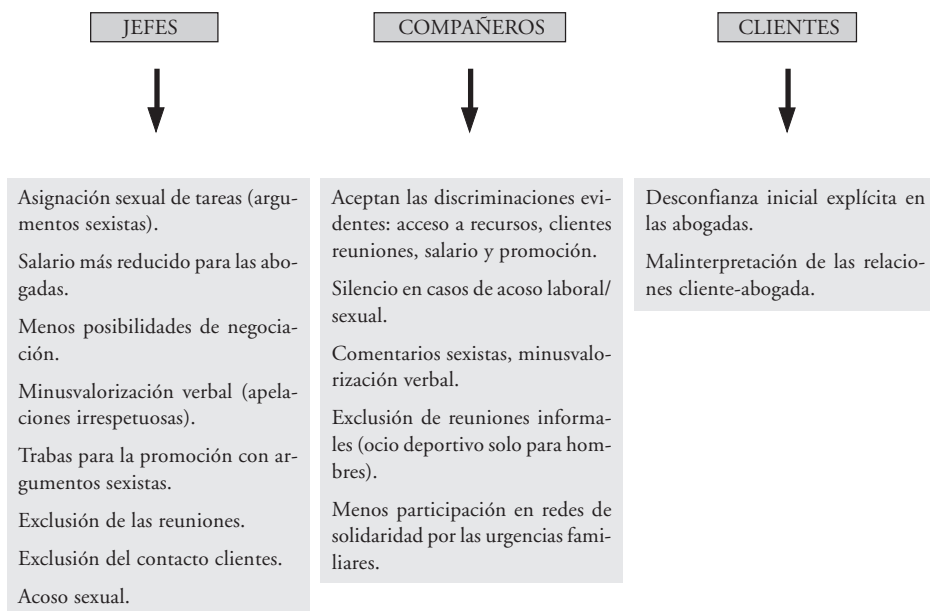 JEFES
COMPAÑEROS
CLIENTES
Asignación sexual de tareas (argu-
mentos sexistas).
Salario más reducido para las abo-
gadas.
Menos posibilidades de negocia-
ción.
Minusvalorización verbal (apela-
ciones irrespetuosas).
Trabas para la promoción con ar-
gumentos sexistas.
Exclusión de las reuniones.
Exclusión del contacto clientes.
Acoso sexual.
Aceptan las discriminaciones evi-
dentes: acceso a recursos, clientes
reuniones, salario y promoción.
Silencio en casos de acoso laboral/
sexual.
Comentarios sexistas, minusvalo-
rización verbal.
Exclusión de reuniones informa-
les (ocio deportivo solo para hom-
bres).
Menos participación en redes de
solidaridad por las urgencias fami-
liares.
Desconfianza inicial explícita en
las abogadas.
Malinterpretación de las relacio-
nes cliente-abogada.